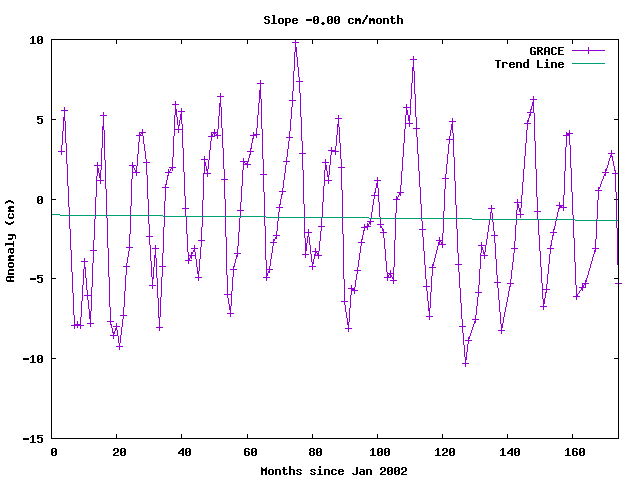 Slope -0.00 cm/month
10
5
0
-5
-10
-15
Anomaly (cm)
GRACE
Trend Line
0 20 40 60 80 100 120 140 160
Months since Jan 2002